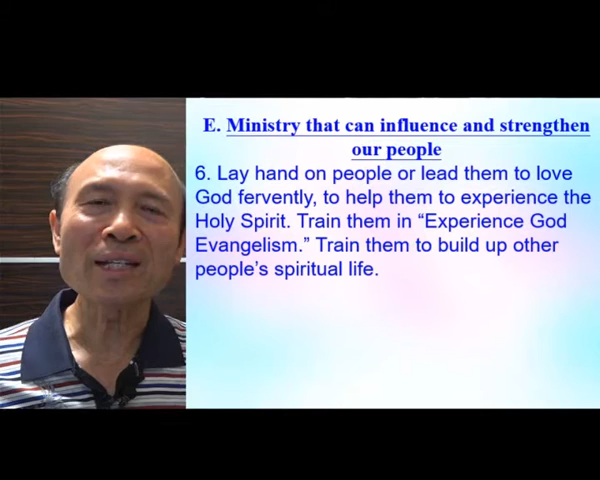 E. Ministry that can influence and strengthen
our people
6. Lay hand on people or lead them to love
God fervently, to help them to experience the
Holy Spirit. Train them in “Experience God
Evangelism.” Train them to build up other
people’s spiritual life.